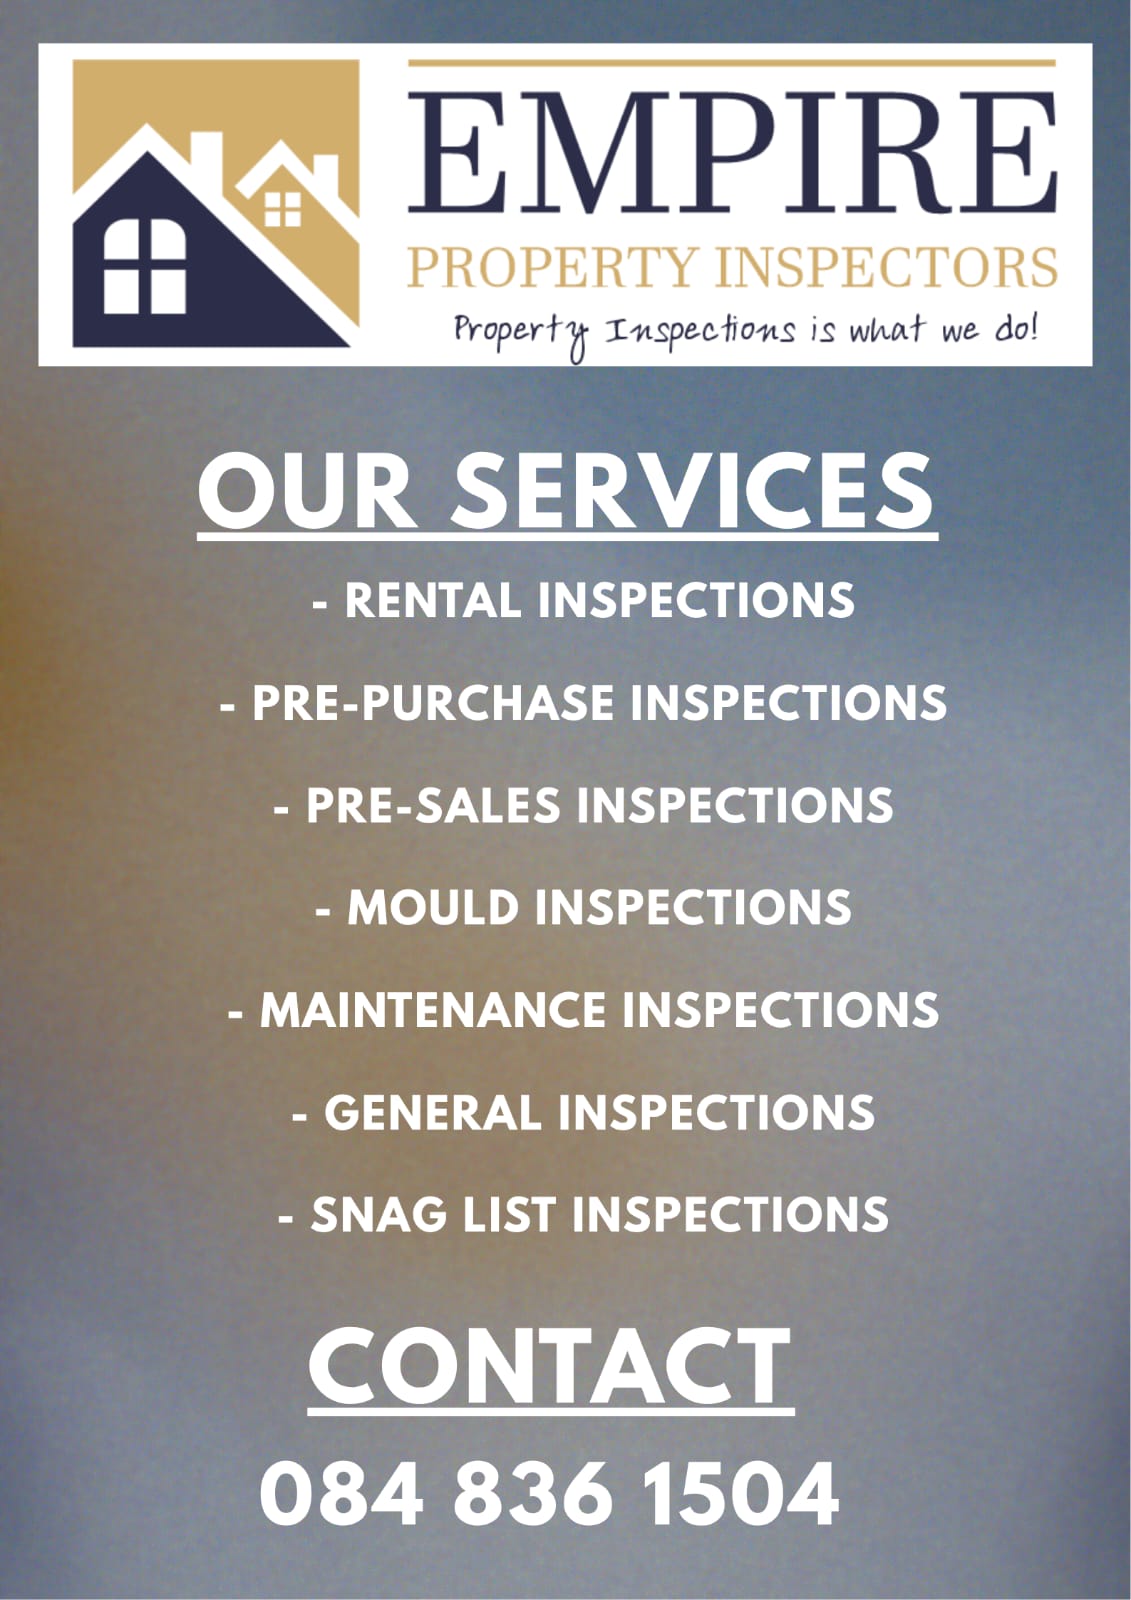 EMPIRE
PROPERTY INSPECTORS
Property Inspections is what we do!
OUR SERVICES
- RENTAL INSPECTIONS
- PRE-PURCHASE INSPECTIONS
- PRE-SALES INSPECTIONS
- MOULD INSPECTIONS
- MAINTENANCE INSPECTIONS
- GENERAL INSPECTIONS
- SNAG LIST INSPECTIONS
CONTACT
084 836 1504